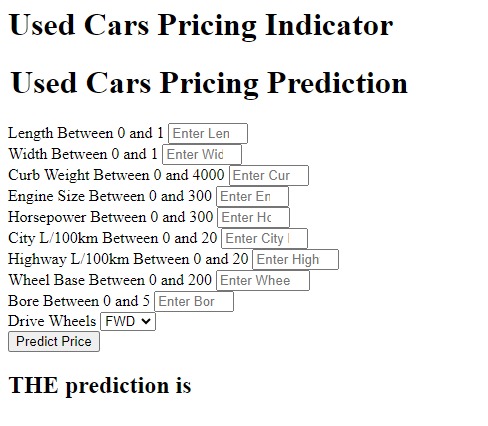 Used Cars Pricing Indicator
Used Cars Pricing Prediction
Length Between 0 and 1 Enter Len
Width Between 0 and 1 Enter Wid
Curb Weight Between 0 and 4000 Enter Cur
Engine Size Between 0 and 300 Enter En
Horsepower Between 0 and 300 Enter Ho
City L/100km Between 0 and 20 Enter City
Highway L/100km Between 0 and 20 Enter High
Wheel Base Between 0 and 200 Enter Whee
Bore Between 0 and 5 Enter Bor
Drive Wheels FWD
Predict Price
THE prediction is